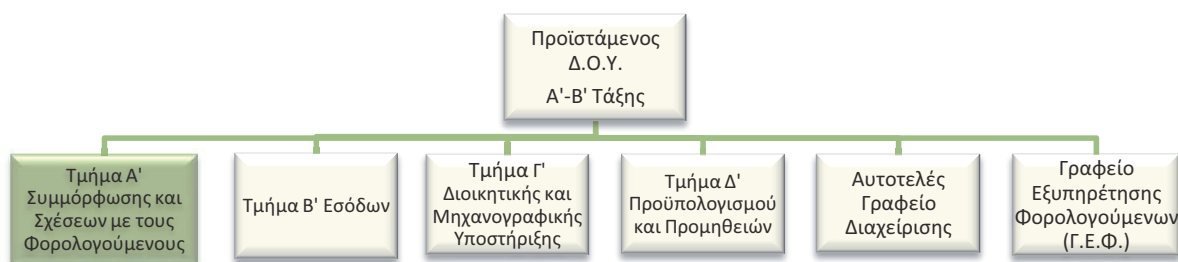 Προϊστάμενος
Δ.Ο.Υ.
Α'-Β' Τάξης
Τμήμα Α'
Συμμόρφωσης και
Σχέσεων με τους
Φορολογούμενους
Τμήμα Β' Εσόδων
Τμήμα Γ'
Διοικητικής και
Μηχανογραφικής
Υποστήριξης
Τμήμα Δ'
Προϋπολογισμού
και Προμηθειών
Αυτοτελές
Γραφείο
Διαχείρισης
Γραφείο
Εξυπηρέτησης
Φορολογούμενων
(Γ.Ε.Φ.)